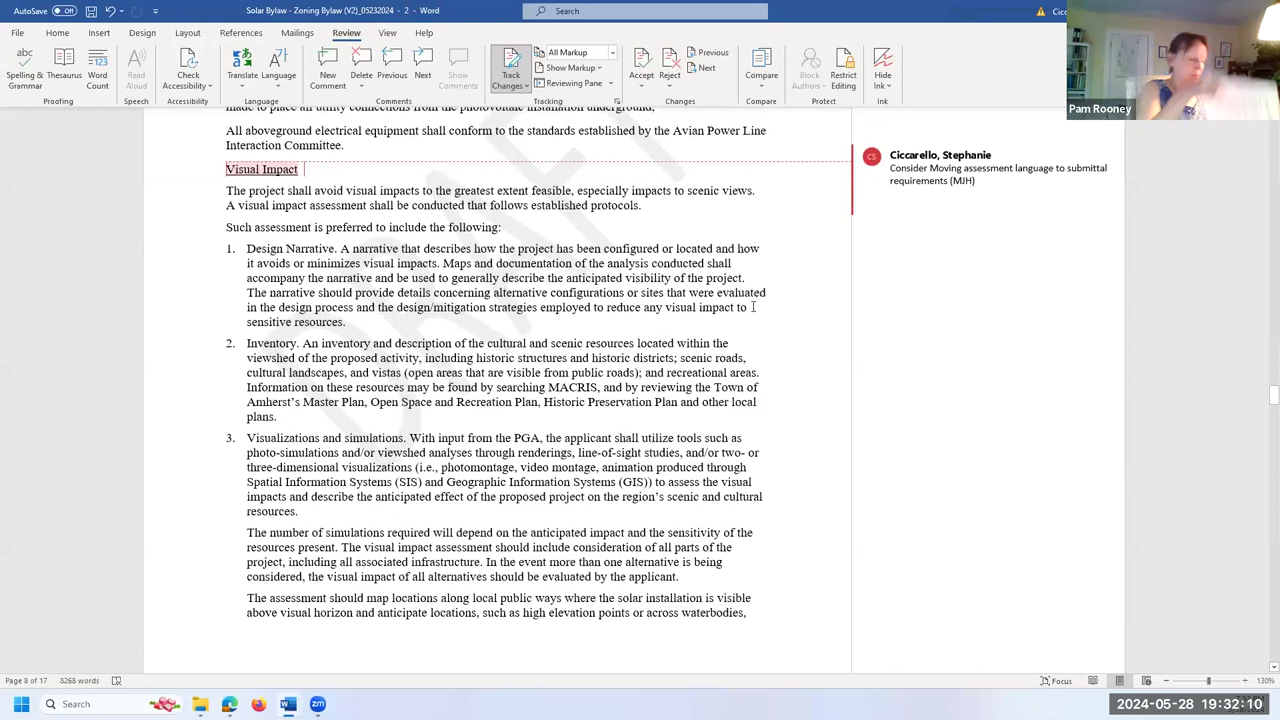 AutoSave Off
Solar Bylaw - Zoning Bylaw (V2)_05232024 - 2 - Word
Search
Cicc
File Home Insert Draw Design Layout References Mailings Review View Help
abc
Spelling & Grammar
Thesaurus
Word Count
Proofing
Read Aloud
Speech
Check Accessibility
Accessibility
Translate
Language
Language
New Comment
Delete
Previous
Next
Show Comments
Comments
Track Changes
All Markup
Show Markup
Reviewing Pane
Tracking
Accept
Reject
Previous
Next
Changes
Compare
Compare
Block Authors
Restrict Editing
Protect
Hide Ink
Ink
Pam Rooney
made to place all utility connections from the photovoltaic installation underground,
All aboveground electrical equipment shall conform to the standards established by the Avian Power Line
Interaction Committee.
Visual Impact
The project shall avoid visual impacts to the greatest extent feasible, especially impacts to scenic views.
A visual impact assessment shall be conducted that follows established protocols.
Such assessment is preferred to include the following:
1. Design Narrative. A narrative that describes how the project has been configured or located and how
it avoids or minimizes visual impacts. Maps and documentation of the analysis conducted shall
accompany the narrative and be used to generally describe the anticipated visibility of the project.
The narrative should provide details concerning alternative configurations or sites that were evaluated
in the design process and the design/mitigation strategies employed to reduce any visual impact to
sensitive resources.
2. Inventory. An inventory and description of the cultural and scenic resources located within the
viewshed of the proposed activity, including historic structures and historic districts; scenic roads,
cultural landscapes, and vistas (open areas that are visible from public roads); and recreational areas.
Information on these resources may be found by searching MACRIS, and by reviewing the Town of
Amherst's Master Plan, Open Space and Recreation Plan, Historic Preservation Plan and other local
plans.
3. Visualizations and simulations. With input from the PGA, the applicant shall utilize tools such as
photo-simulations and/or viewshed analyses through renderings, line-of-sight studies, and/or two- or
three-dimensional visualizations (i.e., photomontage, video montage, animation produced through
Spatial Information Systems (SIS) and Geographic Information Systems (GIS)) to assess the visual
impacts and describe the anticipated effect of the proposed project on the region's scenic and cultural
resources.
The number of simulations required will depend on the anticipated impact and the sensitivity of the
resources present. The visual impact assessment should include consideration of all parts of the
project, including all associated infrastructure. In the event more than one alternative is being
considered, the visual impact of all alternatives should be evaluated by the applicant.
The assessment should map locations along local public ways where the solar installation is visible
above visual horizon and anticipate locations, such as high elevation points or across waterbodies,
DRAFT
CS
Ciccarello, Stephanie
Consider Moving assessment language to submittal
requirements (MJH)
Page 8 of 17
8268 words
Focus
130%
Search
2024-05-28 19:32:10